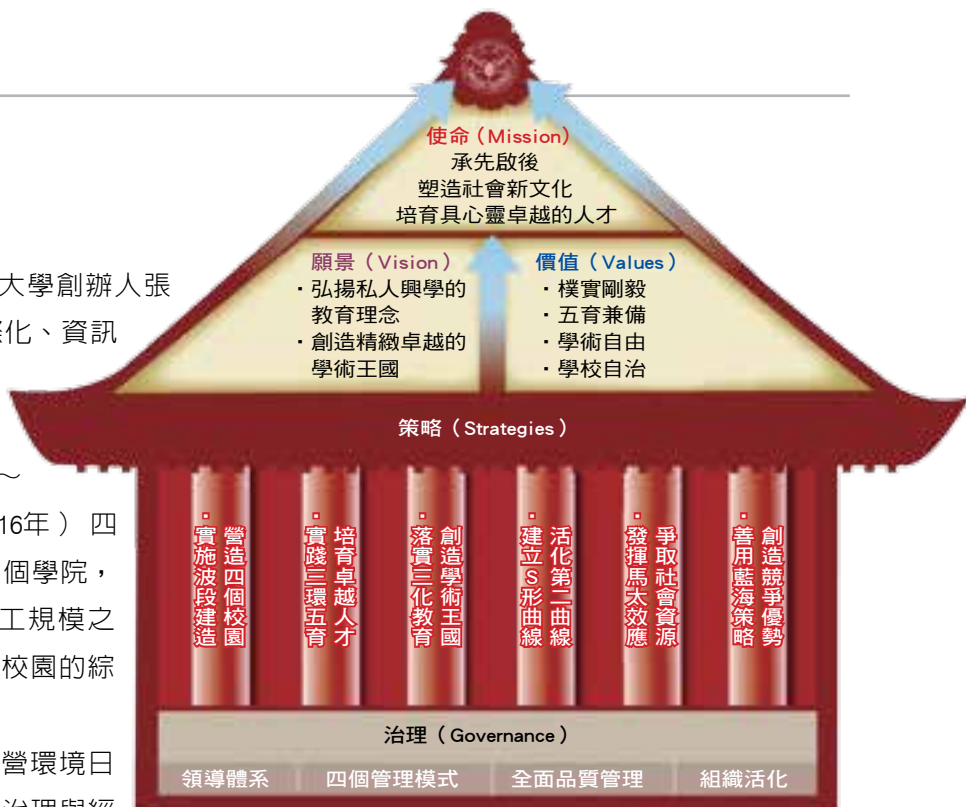 大學創辦人張
化、資訊
～
16年） 四
個學院，
工規模之
校園的綜
營環境日
治理與經
使命（Mission）
承先啟後
塑造社會新文化
培育具心靈卓越的人才
願景（Vision）
・弘揚私人興學的
教育理念
・創造精緻卓越的
學術王國
價值（Values）
・樸實剛毅
・五育兼備
・學術自由
・學校自治
策略（Strategies）
・實施波段建造
營造四個校園
・實踐三環五育
培育卓越人才
・落實三化教育
創造學術王國
・建立S形曲線
活化第二曲線
・發揮馬太效應
爭取社會資源
・善用藍海策略
創造競爭優勢
治理（Governance）
領導體系 四個管理模式 全面品質管理 組織活化